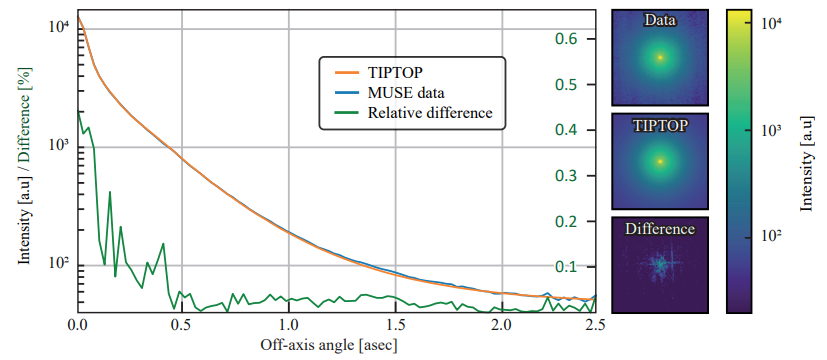 Intensity [a.u] / Difference [%]
10⁴
10³
10²
0.6
0.5
0.4
0.3
0.2
0.1
TIPTOP
MUSE data
Relative difference
0.0 0.5 1.0 1.5 2.0 2.5
Off-axis angle [asec]
Data
TIPTOP
Difference
10⁴
10³
10²
Intensity [a.u]